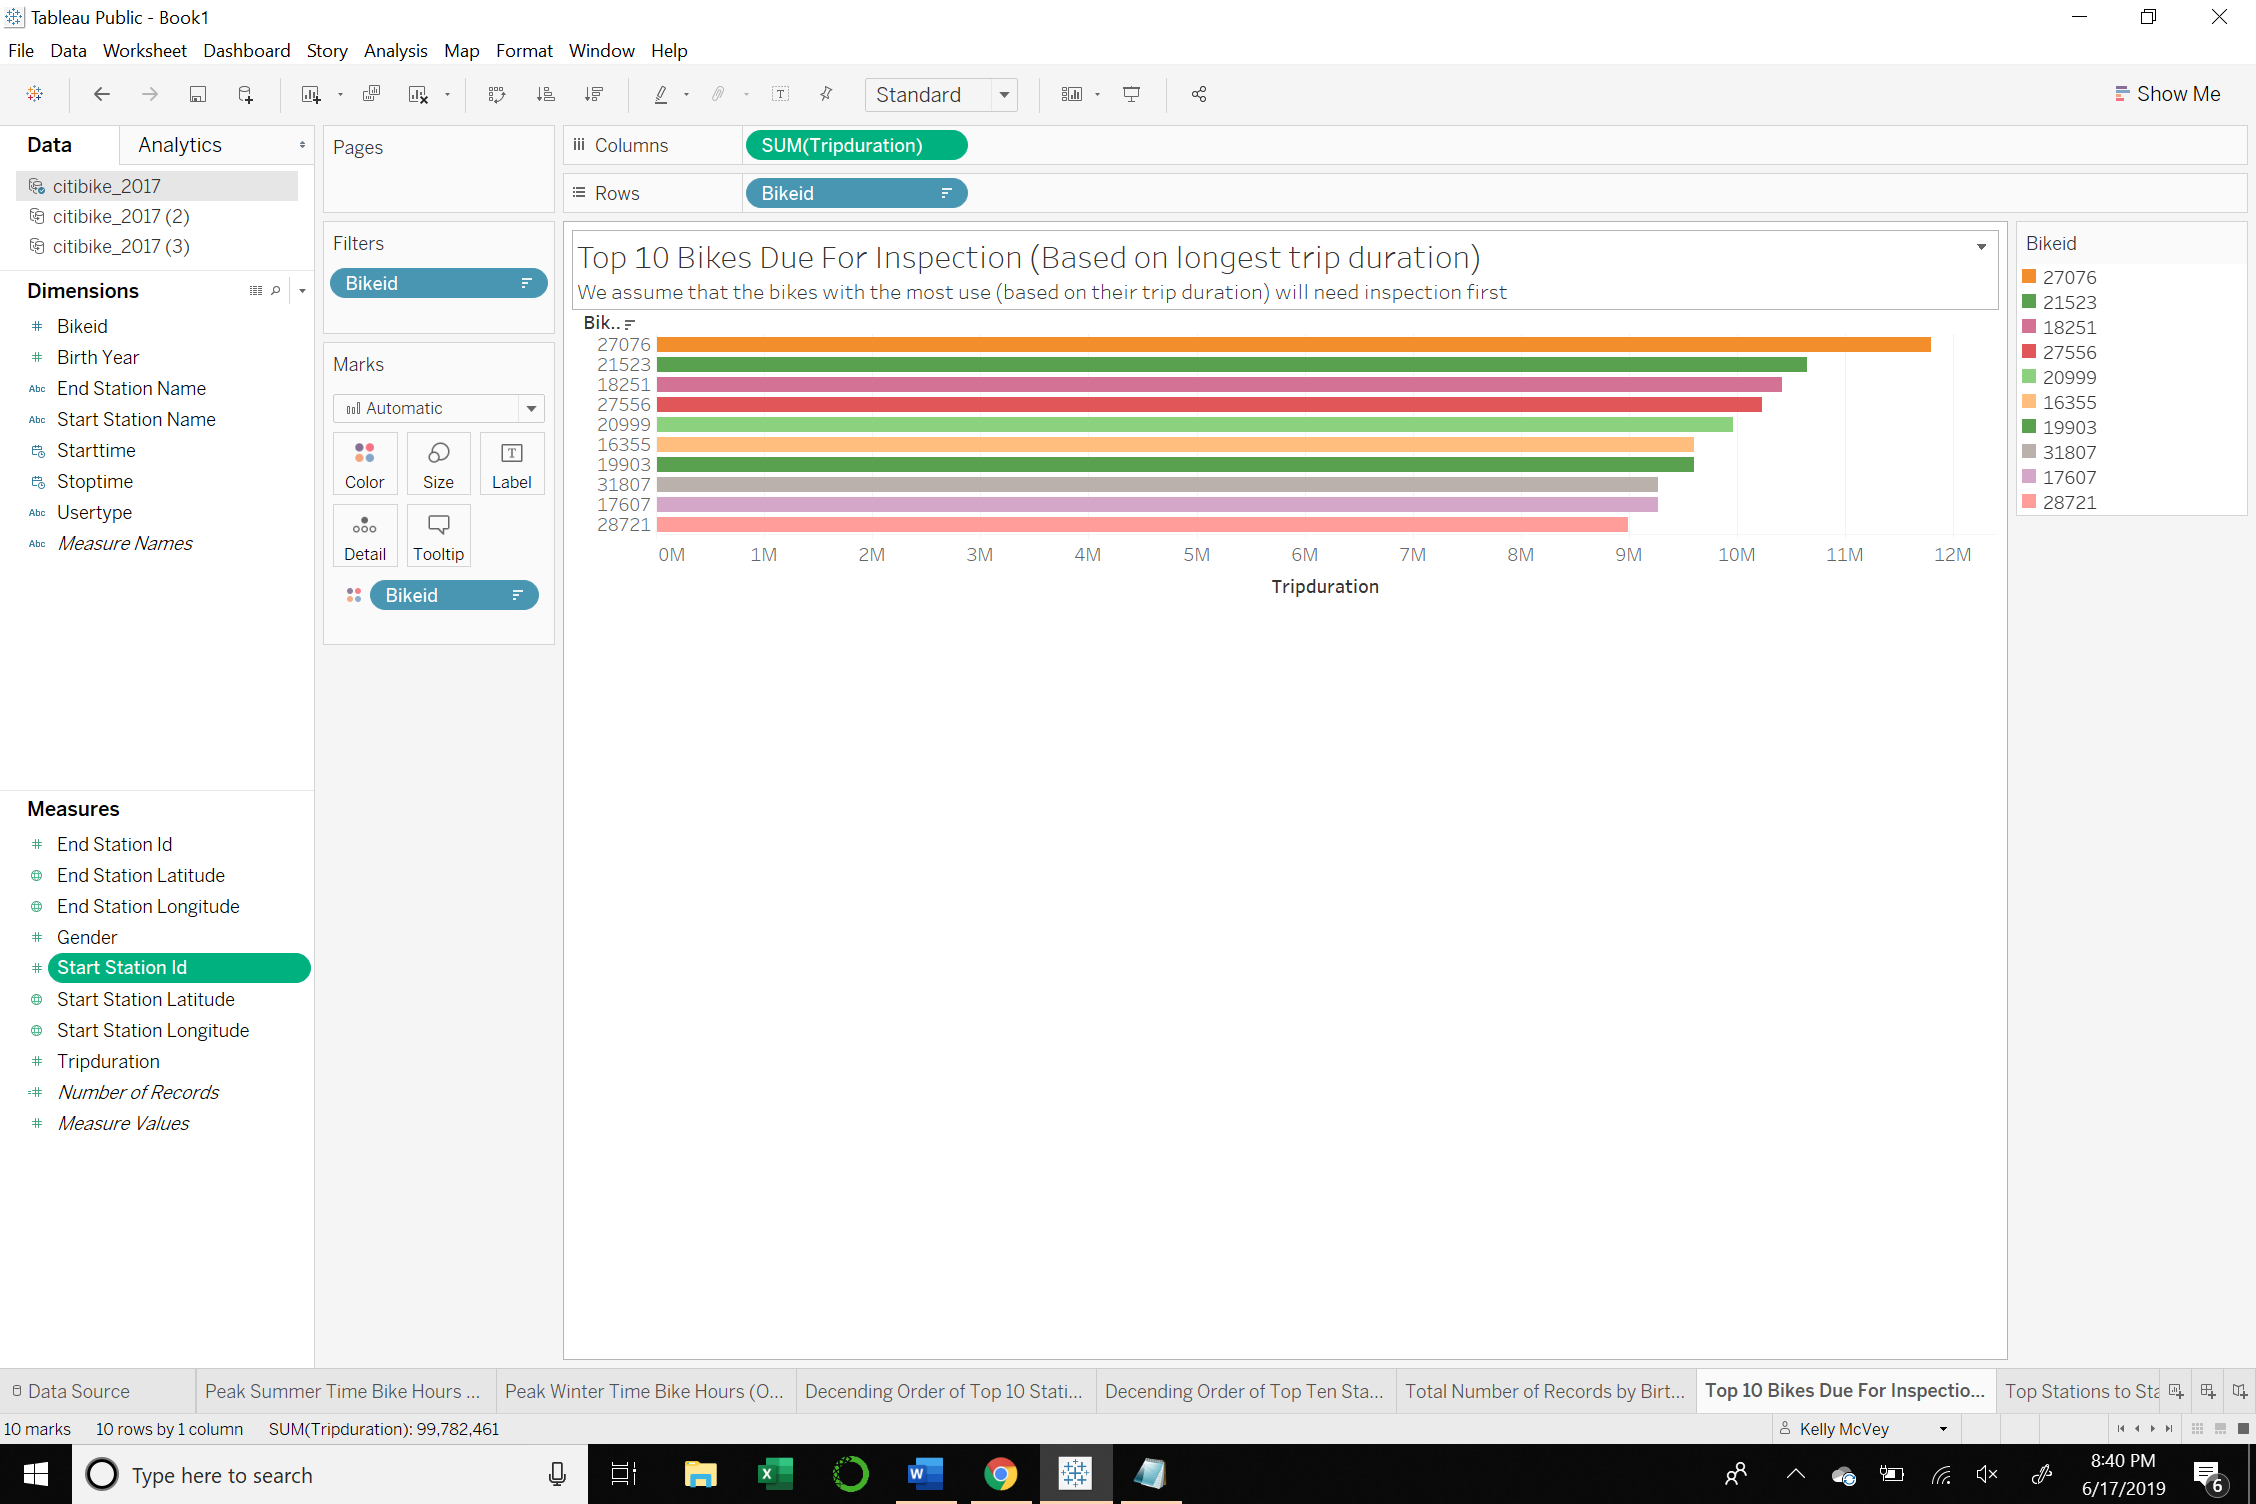 Tableau Public - Book1
File Data Worksheet Dashboard Story Analysis Map Format Window Help
Standard
Show Me
Data Analytics
citibike_2017
citibike_2017 (2)
citibike_2017 (3)
Dimensions
# Bikeid
# Birth Year
Abc End Station Name
Abc Start Station Name
Starttime
Stoptime
Abc Usertype
Abc Measure Names
Measures
# End Station Id
End Station Latitude
End Station Longitude
# Gender
# Start Station Id
Start Station Latitude
Start Station Longitude
# Tripduration
=# Number of Records
# Measure Values
Pages
Filters
Bikeid
Marks
Automatic
Color Size T Label
Detail Tooltip
Bikeid
Columns SUM(Tripduration)
Rows Bikeid
Top 10 Bikes Due For Inspection (Based on longest trip duration)
We assume that the bikes with the most use (based on their trip duration) will need inspection first
Bik..
27076
21523
18251
27556
20999
16355
19903
31807
17607
28721
0M 1M 2M 3M 4M 5M 6M 7M 8M 9M 10M 11M 12M
Tripduration
Bikeid
27076
21523
18251
27556
20999
16355
19903
31807
17607
28721
Data Source Peak Summer Time Bike Hours ... Peak Winter Time Bike Hours (O... Decending Order of Top 10 Stati... Decending Order of Top Ten Sta... Total Number of Records by Birt... Top 10 Bikes Due For Inspectio... Top Stations to Sta
10 marks 10 rows by 1 column SUM(Tripduration): 99,782,461 Kelly McVey
Type here to search
8:40 PM
6/17/2019
6